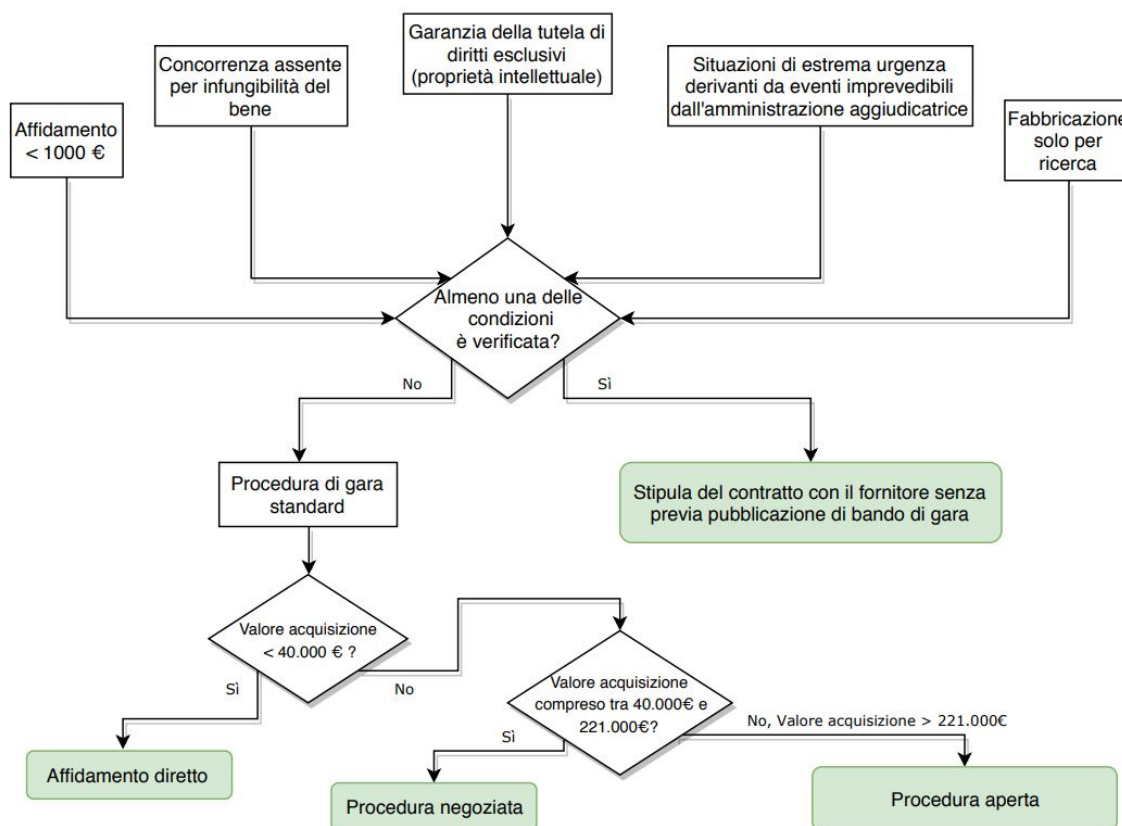 Garanzia della tutela di
diritti esclusivi
(proprietà intellettuale)
Concorrenza assente
per infungibilità del
bene
Situazioni di estrema urgenza
derivanti da eventi imprevedibili
dall'amministrazione aggiudicatrice
Affidamento
< 1000 €
Fabbricazione
solo per
ricerca
Almeno una delle
condizioni
è verificata?
No
Sì
Procedura di gara
standard
Stipula del contratto con il fornitore senza
previa pubblicazione di bando di gara
Valore acquisizione
< 40.000 € ?
Sì
No
Valore acquisizione
compreso tra 40.000€ e
221.000€?
Sì
No, Valore acquisizione > 221.000€
Affidamento diretto
Procedura negoziata
Procedura aperta